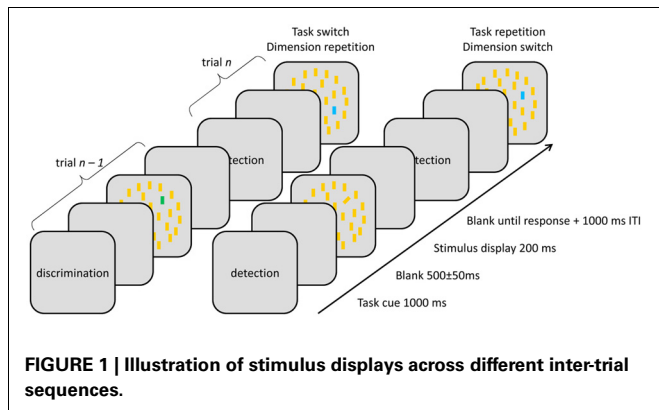 Task switch
Dimension repetition
Task repetition
Dimension switch
trial n
trial n – 1
tection
tection
discrimination
detection
Blank until response + 1000 ms ITI
Stimulus display 200 ms
Blank 500±50ms
Task cue 1000 ms
FIGURE 1 | Illustration of stimulus displays across different inter-trial
sequences.